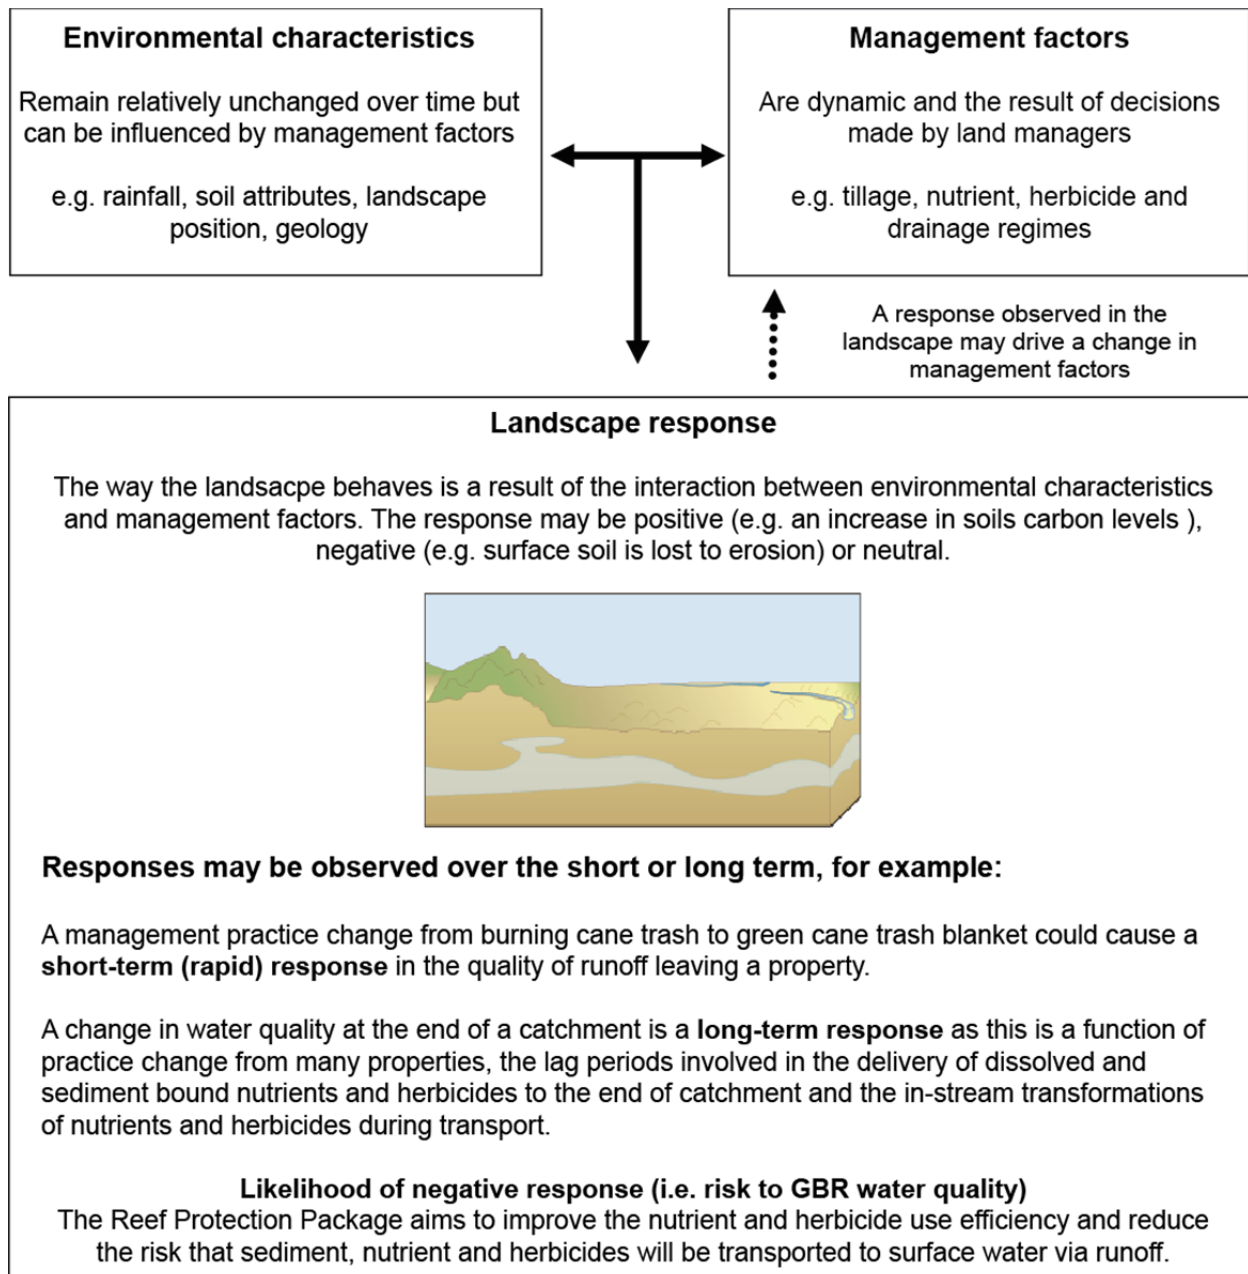 Environmental characteristics
Remain relatively unchanged over time but
can be influenced by management factors
e.g. rainfall, soil attributes, landscape
position, geology
Management factors
Are dynamic and the result of decisions
made by land managers
e.g. tillage, nutrient, herbicide and
drainage regimes
A response observed in the
landscape may drive a change in
management factors
Landscape response
The way the landsacpe behaves is a result of the interaction between environmental characteristics
and management factors. The response may be positive (e.g. an increase in soils carbon levels ),
negative (e.g. surface soil is lost to erosion) or neutral.
Responses may be observed over the short or long term, for example:
A management practice change from burning cane trash to green cane trash blanket could cause a
short-term (rapid) response in the quality of runoff leaving a property.
A change in water quality at the end of a catchment is a long-term response as this is a function of
practice change from many properties, the lag periods involved in the delivery of dissolved and
sediment bound nutrients and herbicides to the end of catchment and the in-stream transformations
of nutrients and herbicides during transport.
Likelihood of negative response (i.e. risk to GBR water quality)
The Reef Protection Package aims to improve the nutrient and herbicide use efficiency and reduce
the risk that sediment, nutrient and herbicides will be transported to surface water via runoff.